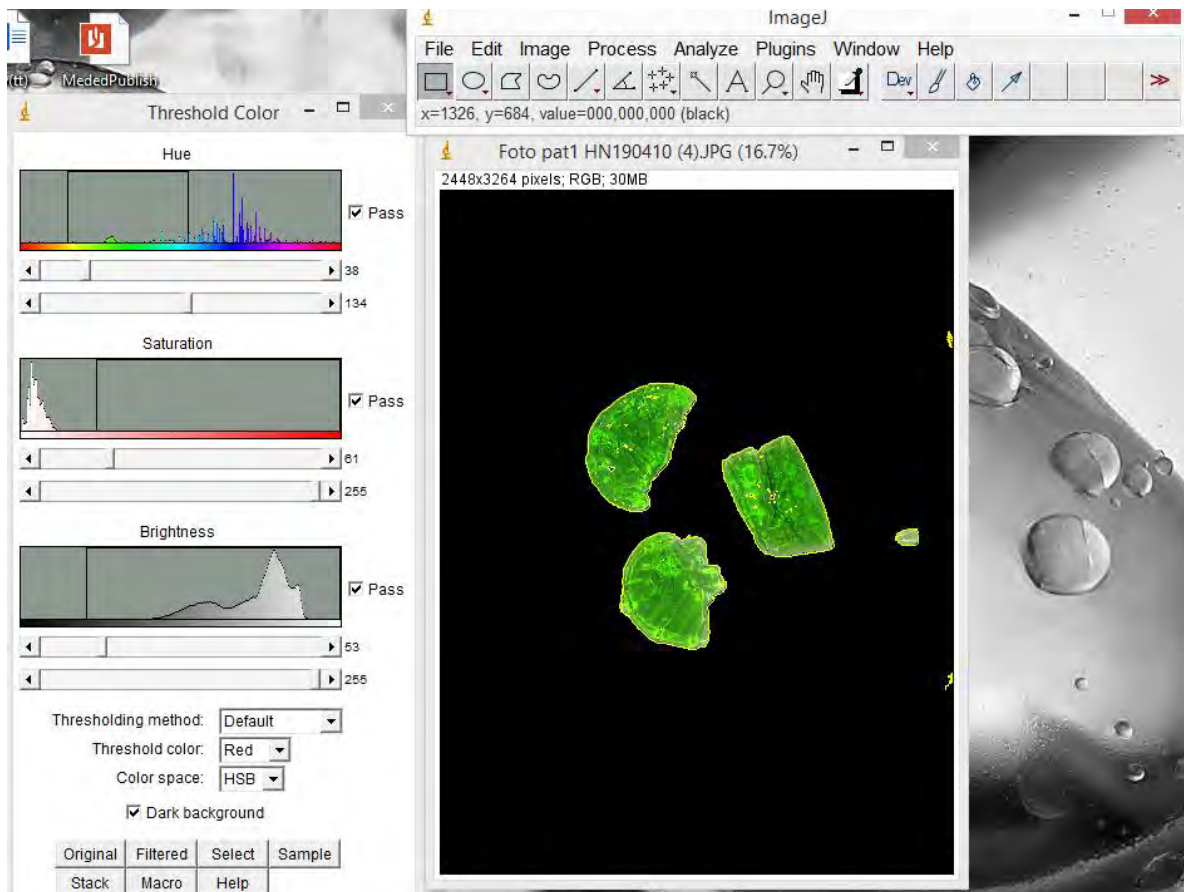 (tt)
MededPublish
ImageJ
File Edit Image Process Analyze Plugins Window Help
Dev
x=1326, y=684, value=000,000,000 (black)
Threshold Color
Hue
Pass
38
134
Saturation
Pass
61
255
Brightness
Pass
53
255
Thresholding method: Default
Threshold color: Red
Color space: HSB
Dark background
Original Filtered Select Sample
Stack Macro Help
Foto pat1 HN190410 (4).JPG (16.7%)
2448x3264 pixels; RGB; 30MB